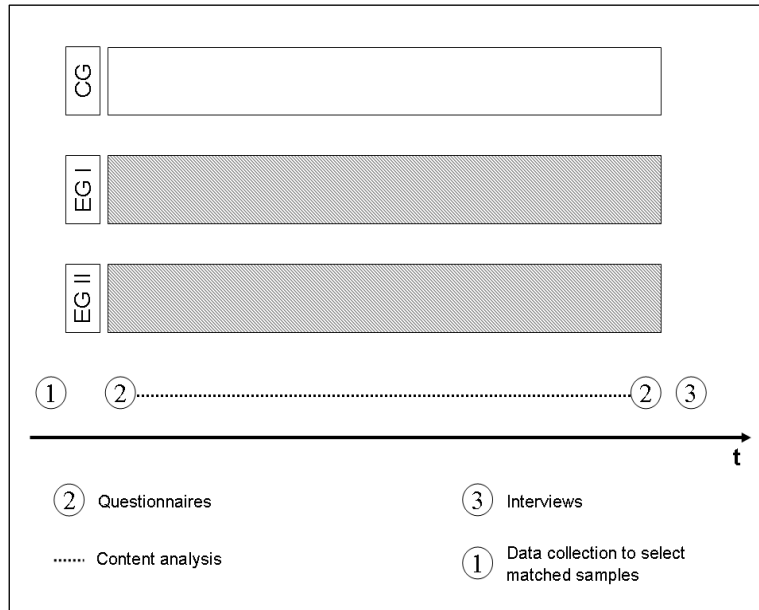 CG
EG I
EG II
1 2 2 3
t
2 Questionnaires
3 Interviews
Content analysis
1 Data collection to select
matched samples